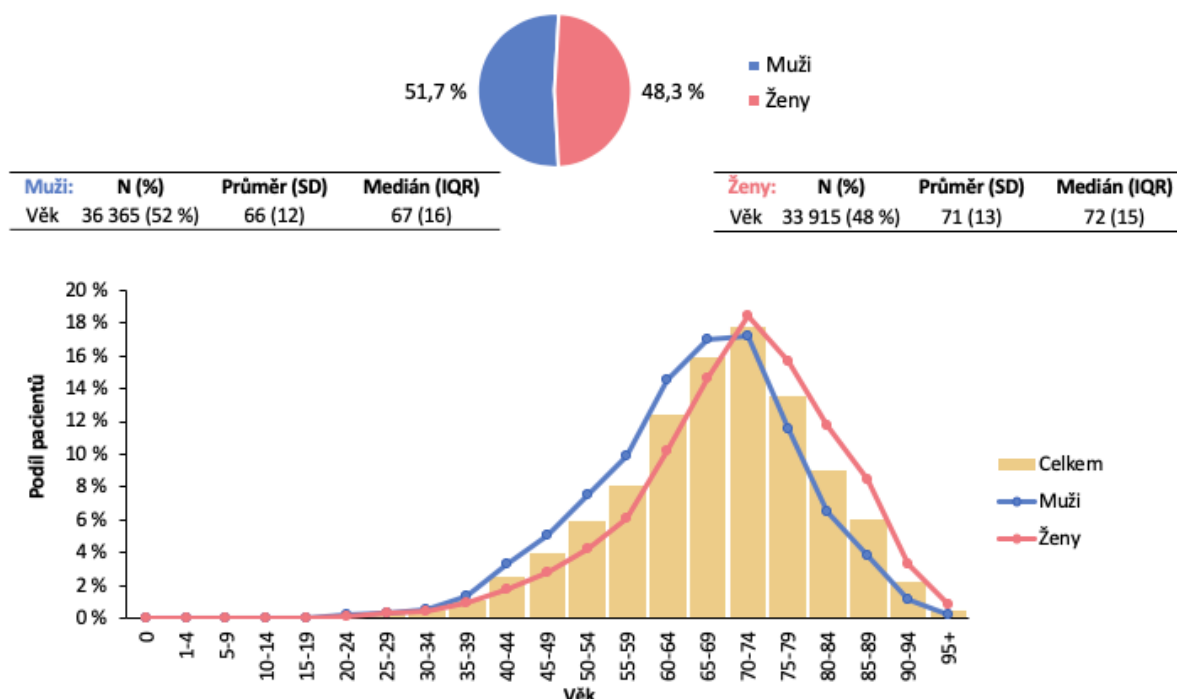 51,7 %
48,3 %
Muži
Ženy
Muži: N (%) Průměr (SD) Medián (IQR)
Věk 36 365 (52 %) 66 (12) 67 (16)
Ženy: N (%) Průměr (SD) Medián (IQR)
Věk 33 915 (48 %) 71 (13) 72 (15)
Podíl pacientů
20 %
18 %
16 %
14 %
12 %
10 %
8 %
6 %
4 %
2 %
0 %
Celkem
Muži
Ženy
0 1-4 5-9 10-14 15-19 20-24 25-29 30-34 35-39 40-44 45-49 50-54 55-59 60-64 65-69 70-74 75-79 80-84 85-89 90-94 95+
Věk